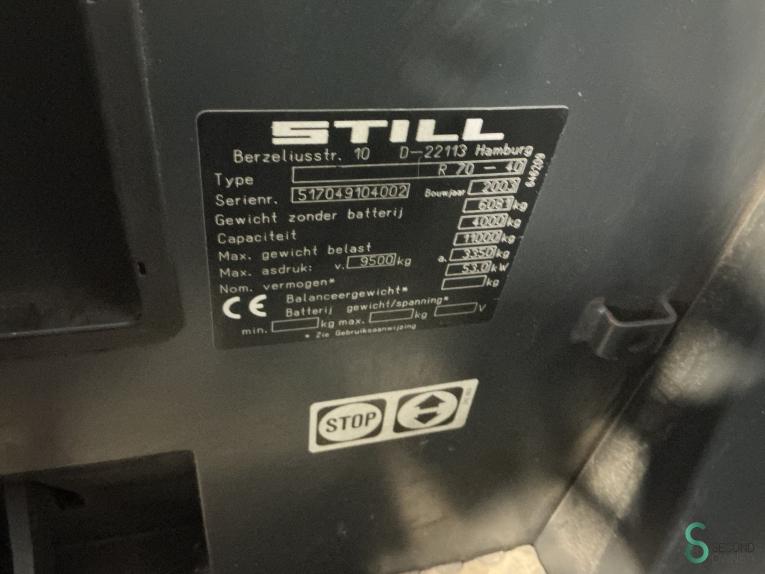 STILL
Berzeliusstr. 10 D-22113 Hamburg
Type R 70 - 40
Serienr. 517049104002 Bouwjaar 2003
Gewicht zonder batterij kg
Capaciteit 4000 kg
Max. gewicht belast 11000 kg
Max. asdruk: v. 9500 kg a. 3350 kg
Nom. vermogen* 53.0 kW
Balanceergewicht* kg
Batterij gewicht/spanning* V
min. kg max. kg
* Zie Gebruiksaanwijzing
646209
CE
STOP
S
SECOND